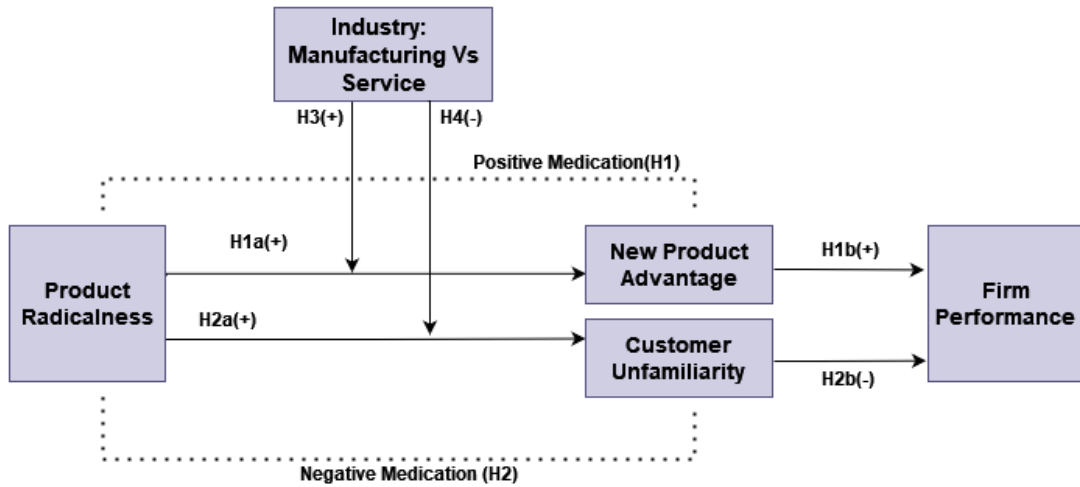 Industry:
Manufacturing Vs
Service
H3(+)
H4(-)
Positive Medication(H1)
H1a(+)
New Product
Advantage
H1b(+)
Product
Radicalness
Firm
Performance
H2a(+)
Customer
Unfamiliarity
H2b(-)
Negative Medication (H2)